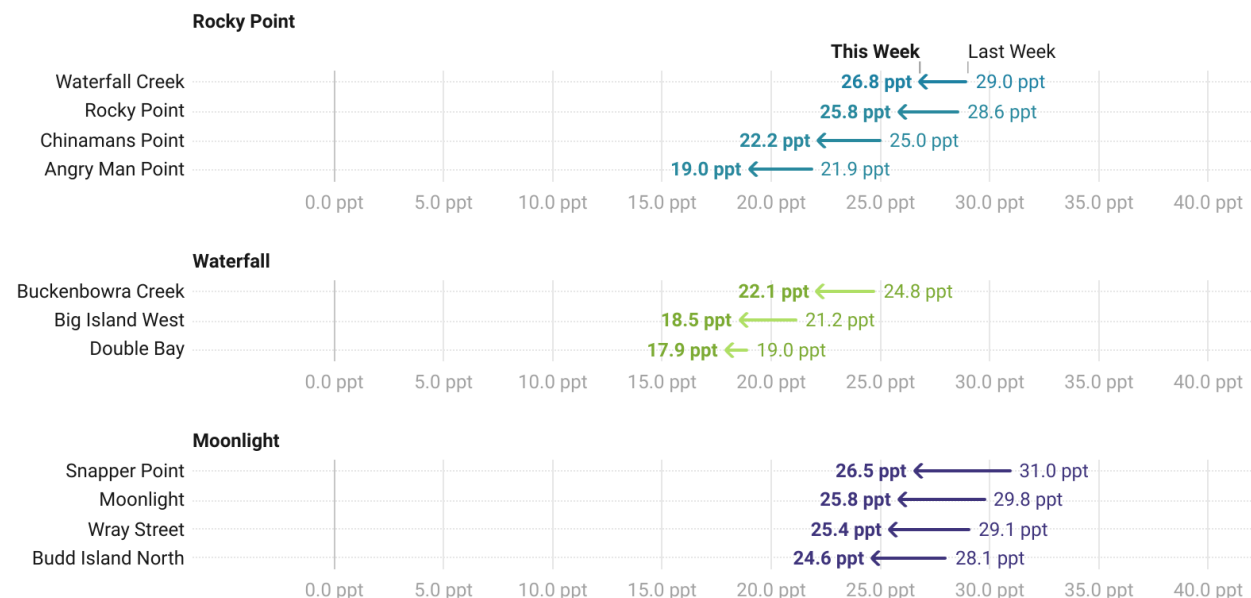 Rocky Point
This Week Last Week
Waterfall Creek 26.8 ppt 29.0 ppt
Rocky Point 25.8 ppt 28.6 ppt
Chinamans Point 22.2 ppt 25.0 ppt
Angry Man Point 19.0 ppt 21.9 ppt
0.0 ppt 5.0 ppt 10.0 ppt 15.0 ppt 20.0 ppt 25.0 ppt 30.0 ppt 35.0 ppt 40.0 ppt
Waterfall
Buckenbowra Creek 22.1 ppt 24.8 ppt
Big Island West 18.5 ppt 21.2 ppt
Double Bay 17.9 ppt 19.0 ppt
0.0 ppt 5.0 ppt 10.0 ppt 15.0 ppt 20.0 ppt 25.0 ppt 30.0 ppt 35.0 ppt 40.0 ppt
Moonlight
Snapper Point 26.5 ppt 31.0 ppt
Moonlight 25.8 ppt 29.8 ppt
Wray Street 25.4 ppt 29.1 ppt
Budd Island North 24.6 ppt 28.1 ppt
0.0 ppt 5.0 ppt 10.0 ppt 15.0 ppt 20.0 ppt 25.0 ppt 30.0 ppt 35.0 ppt 40.0 ppt